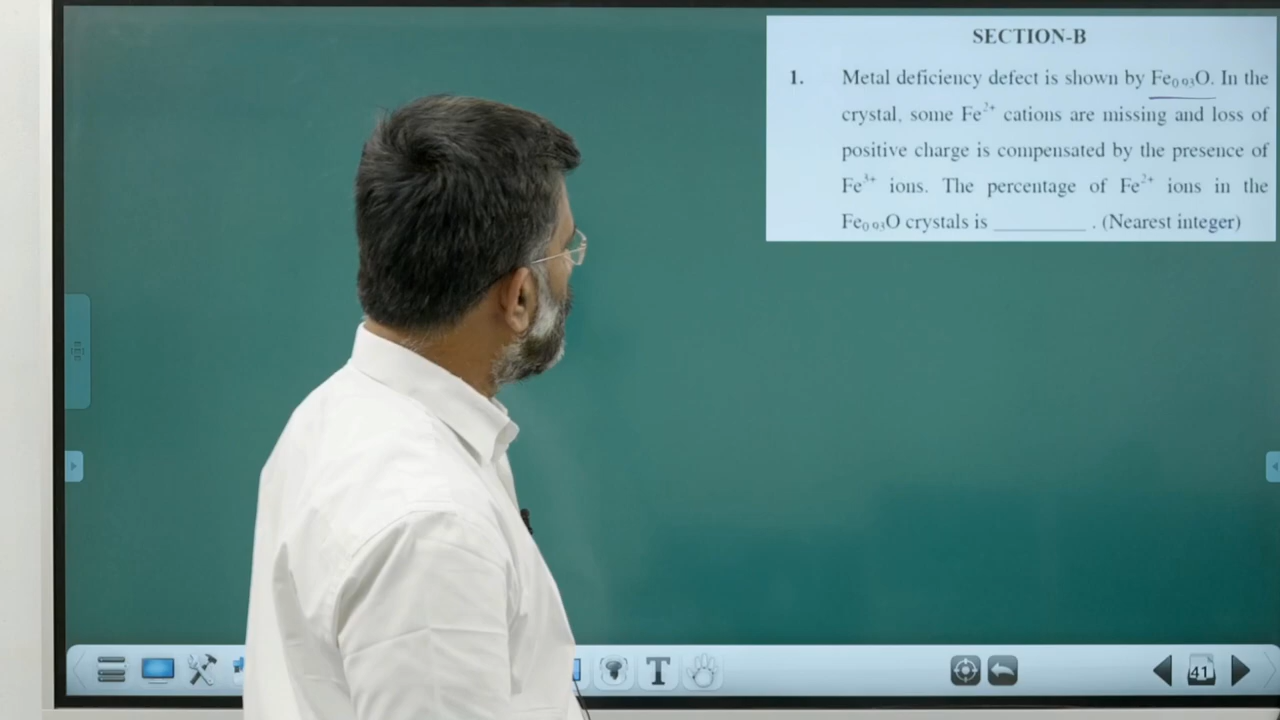 SECTION-B
1. Metal deficiency defect is shown by Fe₀.₉₃O. In the
crystal, some Fe²⁺ cations are missing and loss of
positive charge is compensated by the presence of
Fe³⁺ ions. The percentage of Fe²⁺ ions in the
Fe₀.₉₃O crystals is ________ . (Nearest integer)
T
41